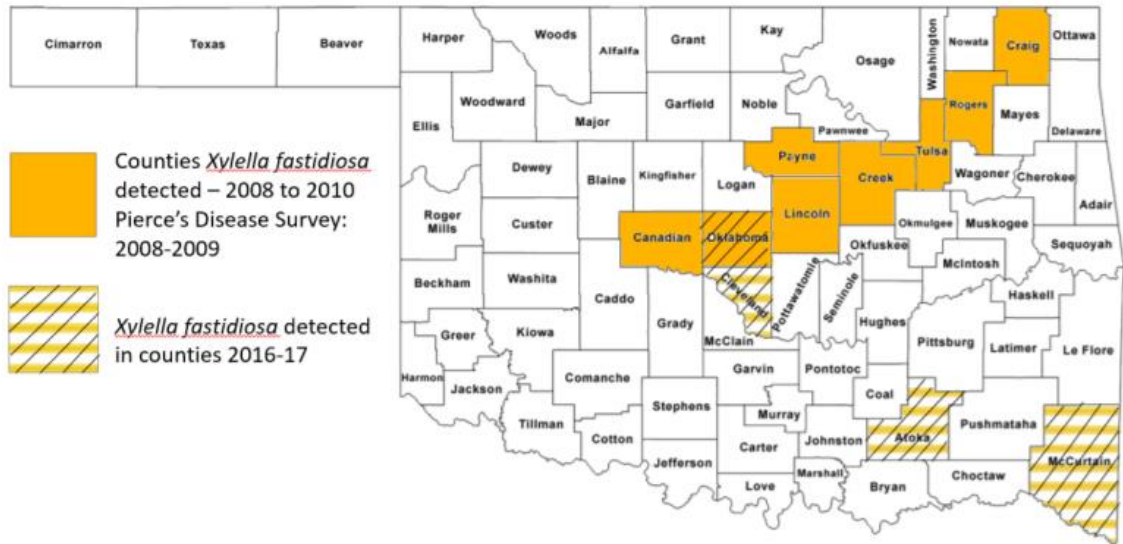 Cimarron
Texas
Beaver
Harper
Woods
Alfalfa
Grant
Kay
Osage
Washington
Nowata
Craig
Ottawa
Ellis
Woodward
Major
Garfield
Noble
Pawnwee
Rogers
Mayes
Delaware
Counties Xylella fastidiosa
detected – 2008 to 2010
Pierce's Disease Survey:
2008-2009
Xylella fastidiosa detected
in counties 2016-17
Dewey
Blaine
Kingfisher
Logan
Payne
Creek
Tulsa
Wagoner
Cherokee
Adair
Roger
Mills
Custer
Canadian
Oklahoma
Lincoln
Okmulgee
Muskogee
Sequoyah
Okfuskee
McIntosh
Beckham
Washita
Caddo
Cleveland
Pottawatomie
Seminole
Hughes
Haskell
Greer
Kiowa
Grady
McClain
Pittsburg
Latimer
Le Flore
Harmon
Jackson
Comanche
Garvin
Pontotoc
Coal
Tillman
Cotton
Stephens
Murray
Carter
Johnston
Atoka
Pushmataha
McCurtain
Jefferson
Love
Marshall
Bryan
Choctaw